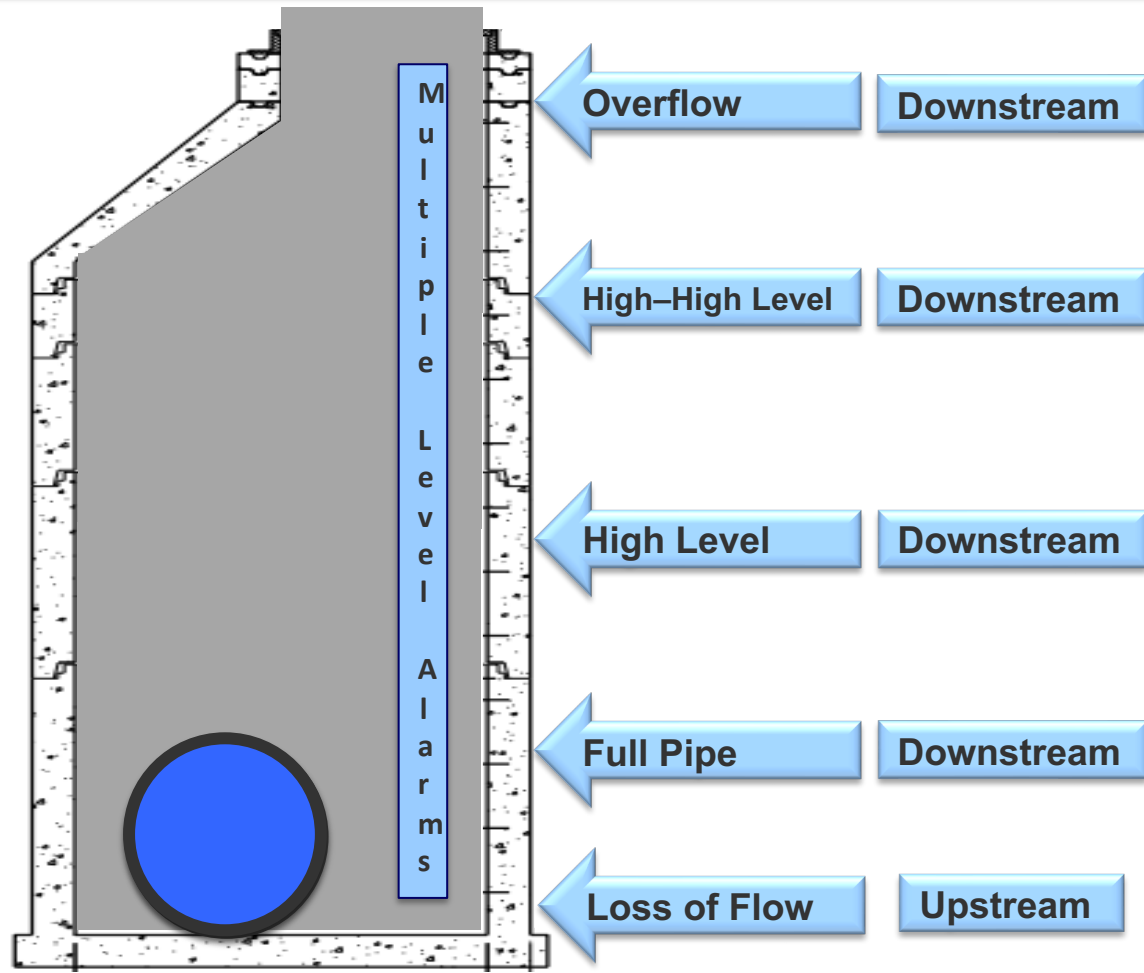 Multiple Level Alarms
Overflow
Downstream
High–High Level
Downstream
High Level
Downstream
Full Pipe
Downstream
Loss of Flow
Upstream